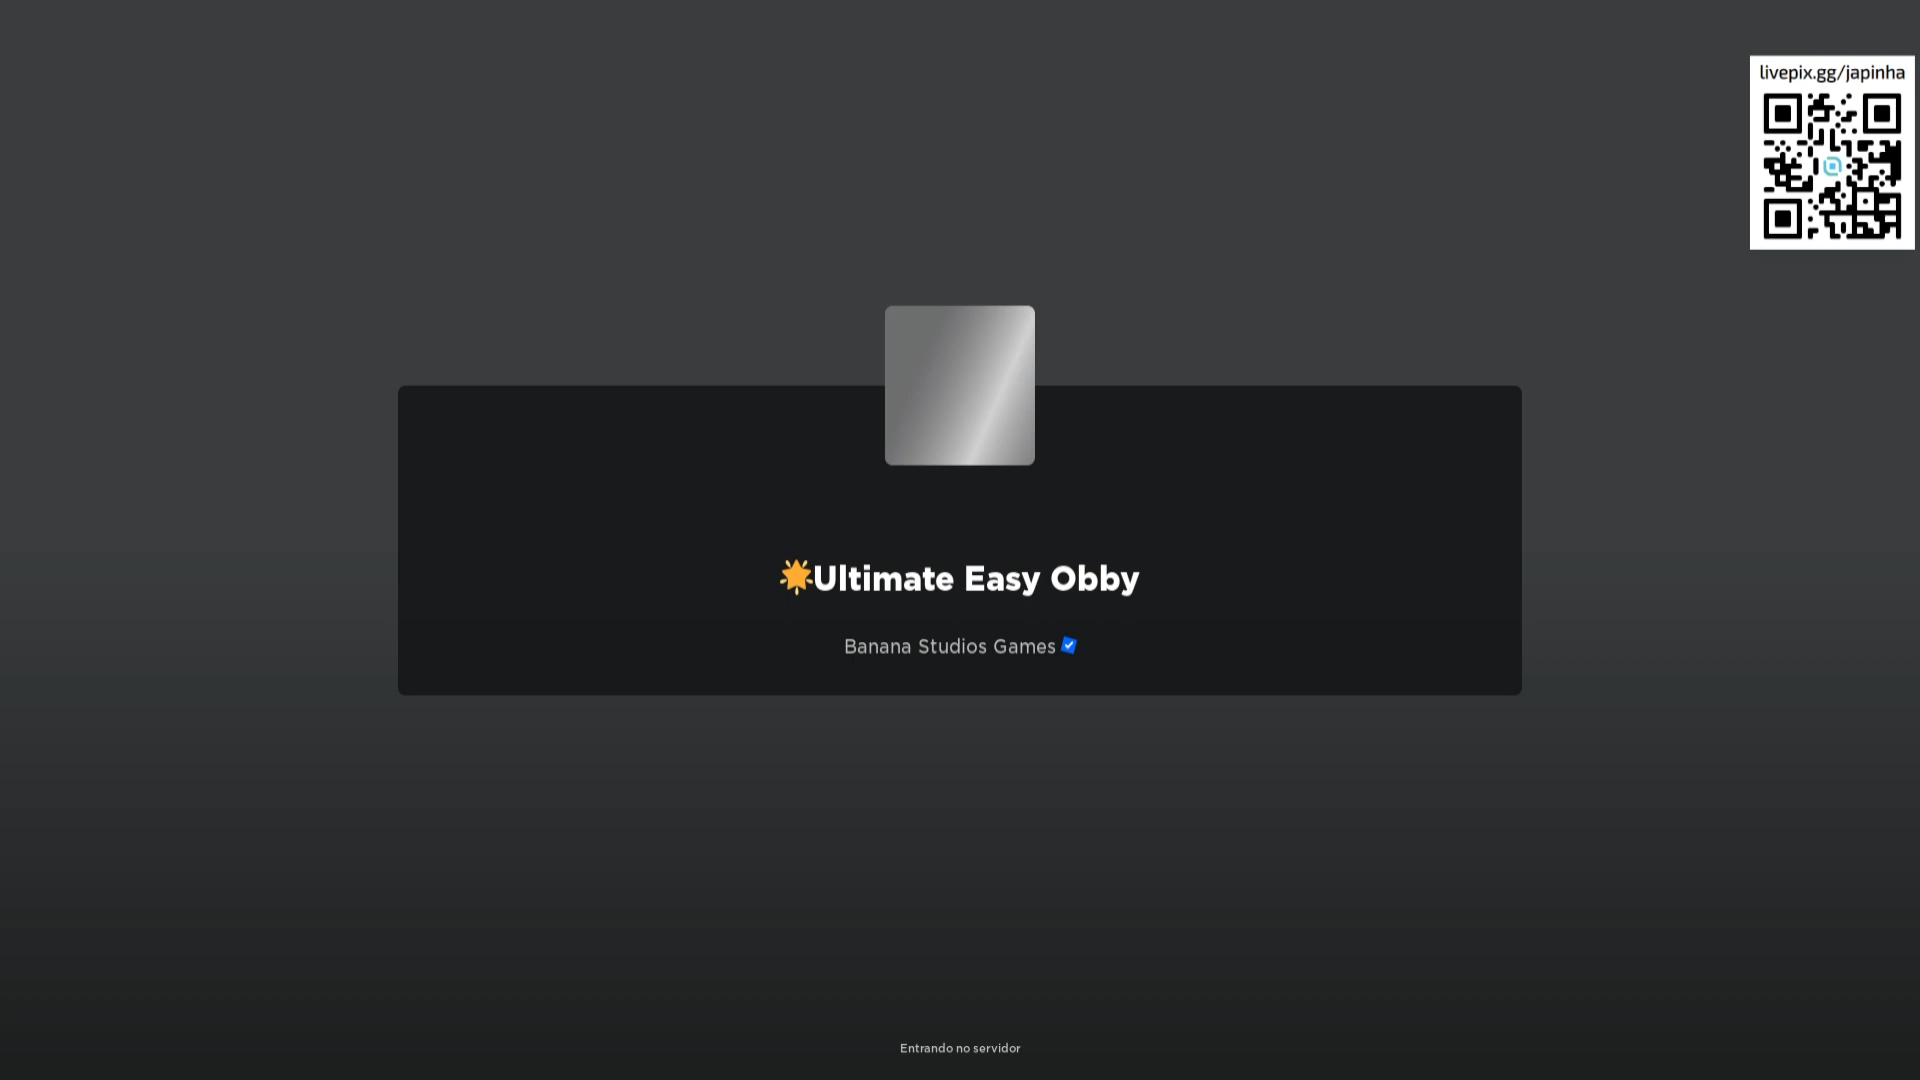 livepix.gg/japinha
🌟Ultimate Easy Obby
Banana Studios Games
Entrando no servidor